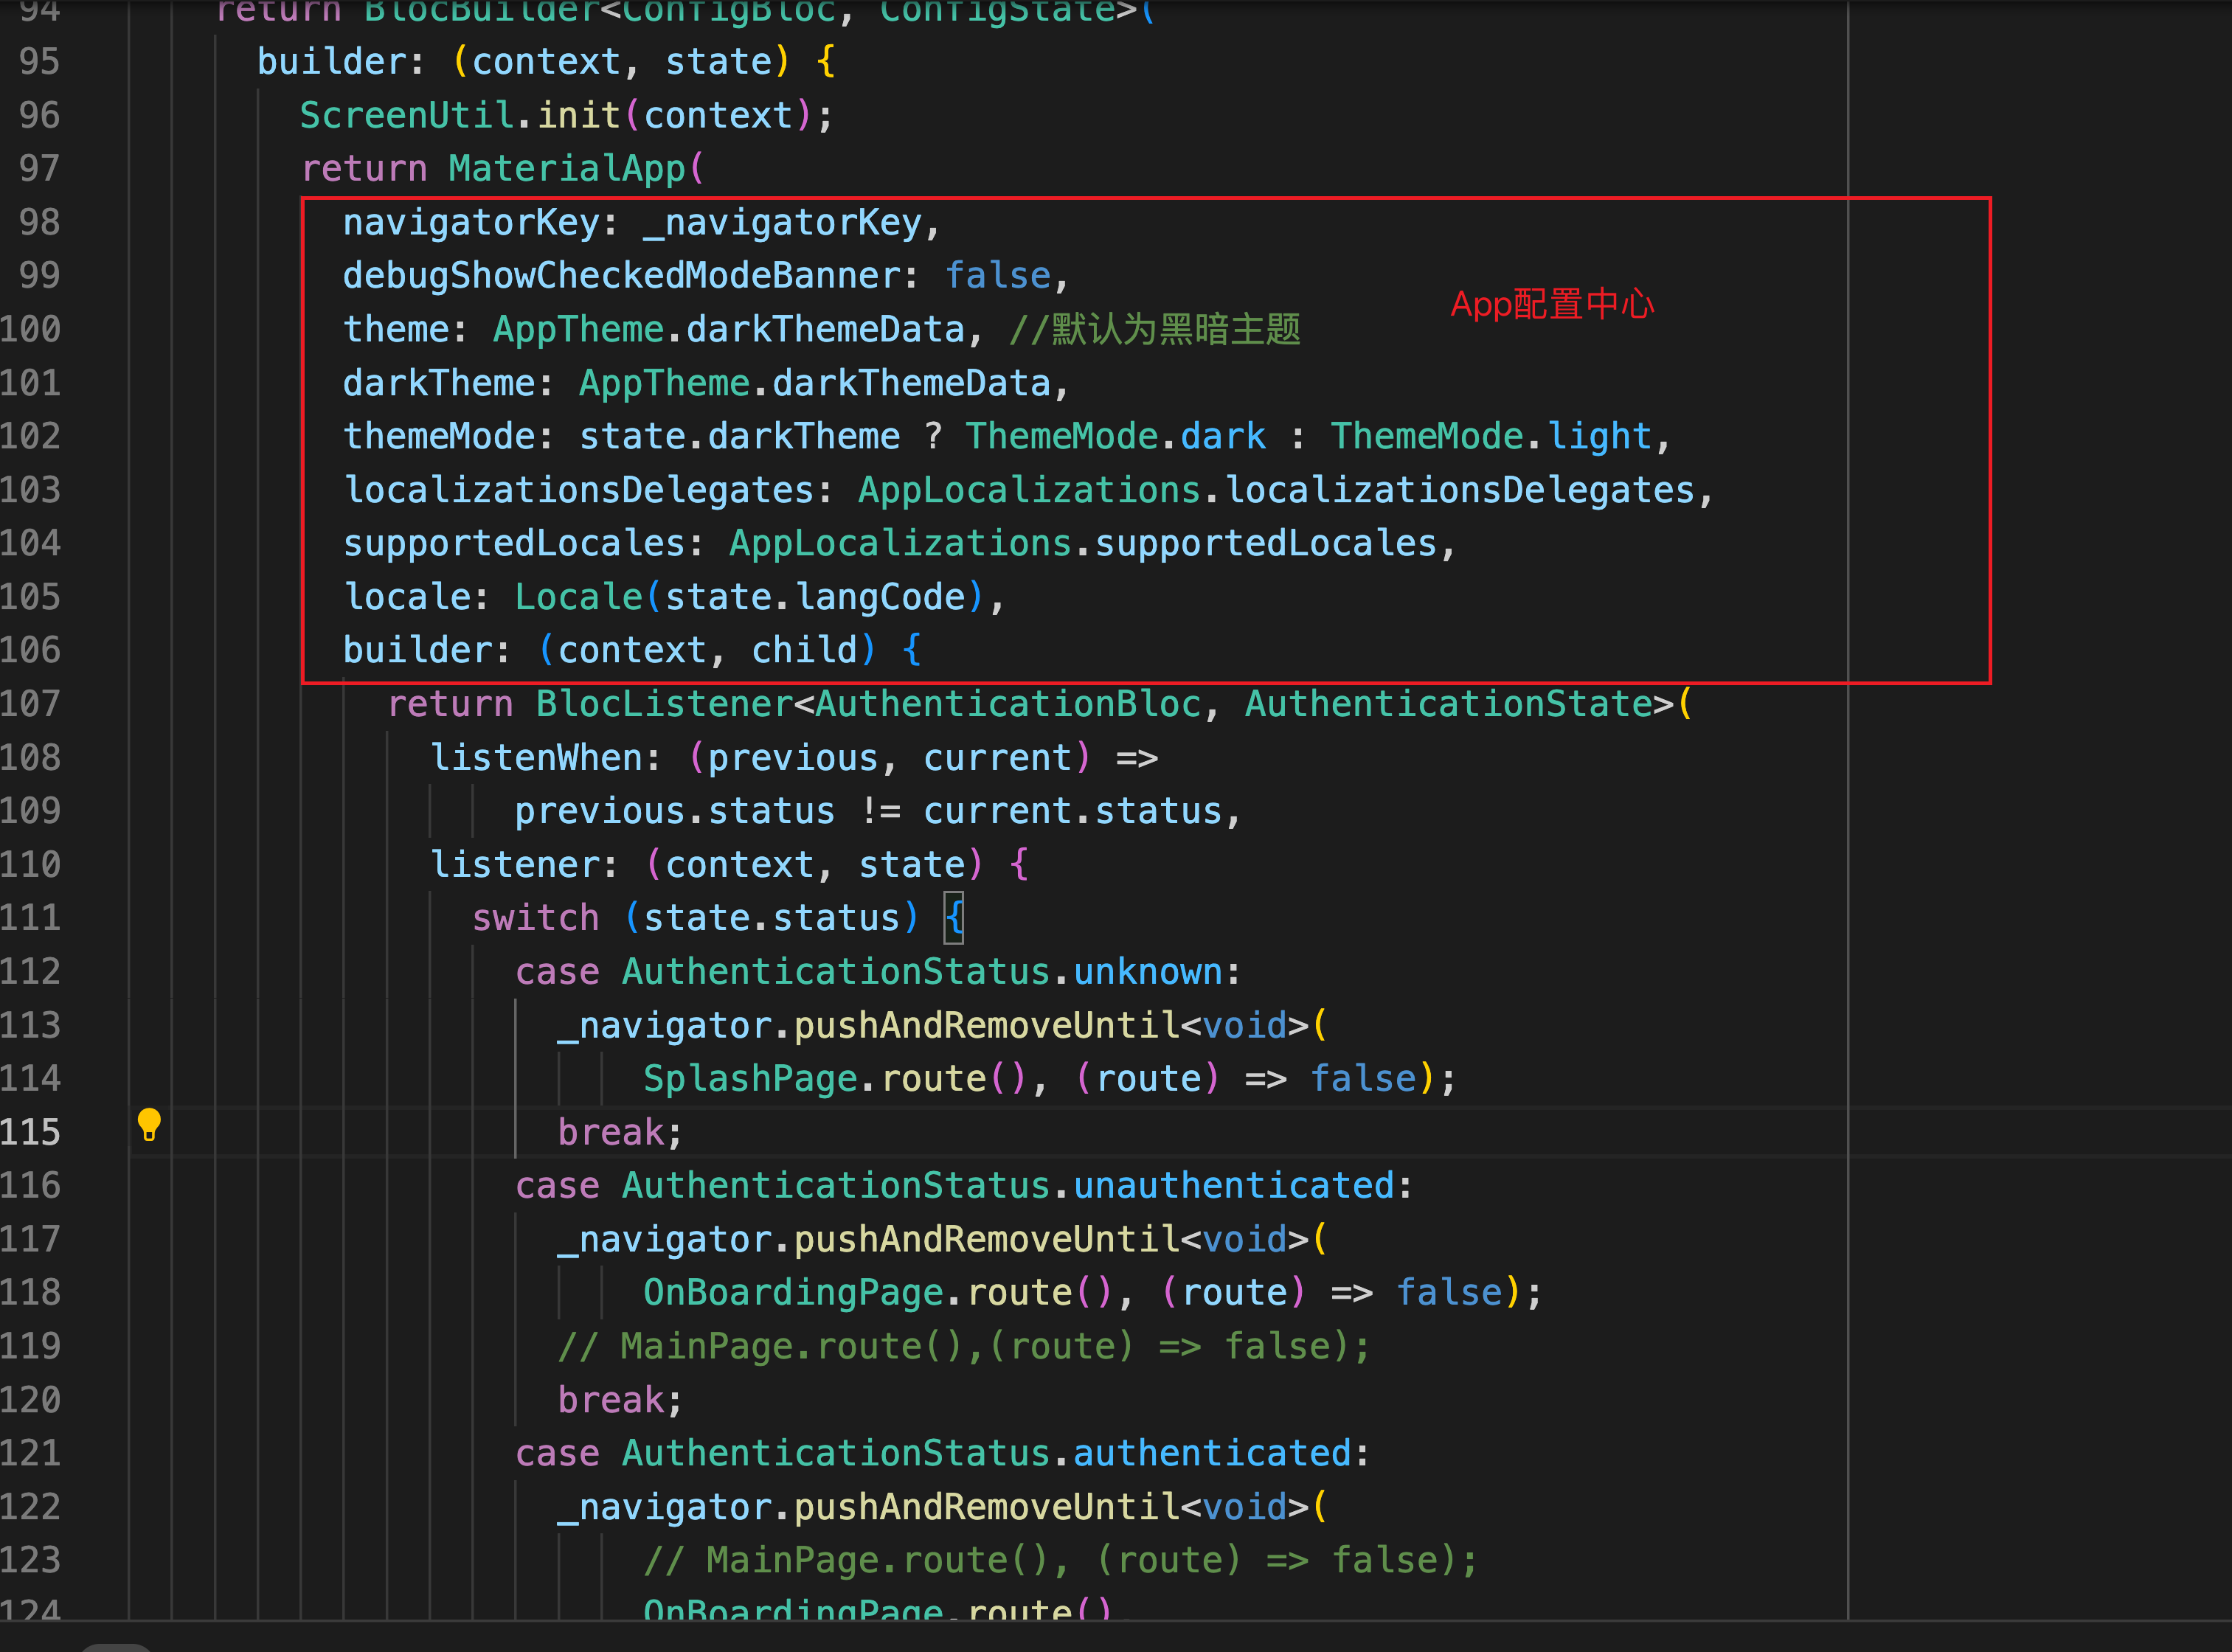 94 return BlocBuilder<ConfigBloc, ConfigState>(
95 builder: (context, state) {
96 ScreenUtil.init(context);
97 return MaterialApp(
98 navigatorKey: _navigatorKey,
99 debugShowCheckedModeBanner: false,
App配置中心
100 theme: AppTheme.darkThemeData, //默认为黑暗主题
101 darkTheme: AppTheme.darkThemeData,
102 themeMode: state.darkTheme ? ThemeMode.dark : ThemeMode.light,
103 localizationsDelegates: AppLocalizations.localizationsDelegates,
104 supportedLocales: AppLocalizations.supportedLocales,
105 locale: Locale(state.langCode),
106 builder: (context, child) {
107 return BlocListener<AuthenticationBloc, AuthenticationState>(
108 listenWhen: (previous, current) =>
109 previous.status != current.status,
110 listener: (context, state) {
111 switch (state.status) {
112 case AuthenticationStatus.unknown:
113 _navigator.pushAndRemoveUntil<void>(
114 SplashPage.route(), (route) => false);
115 break;
116 case AuthenticationStatus.unauthenticated:
117 _navigator.pushAndRemoveUntil<void>(
118 OnBoardingPage.route(), (route) => false);
119 // MainPage.route(),(route) => false);
120 break;
121 case AuthenticationStatus.authenticated:
122 _navigator.pushAndRemoveUntil<void>(
123 // MainPage.route(), (route) => false);
124 OnBoardingPage.route(),